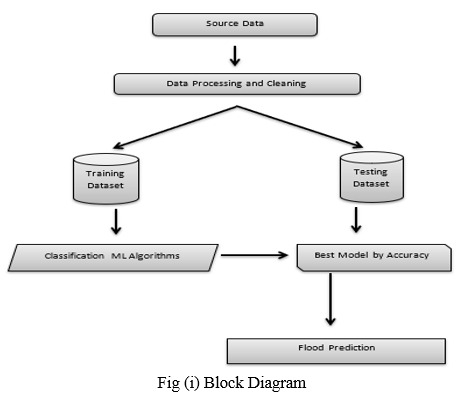 Source Data
Data Processing and Cleaning
Training
Dataset
Testing
Dataset
Classification ML Algorithms
Best Model by Accuracy
Flood Prediction
Fig (i) Block Diagram